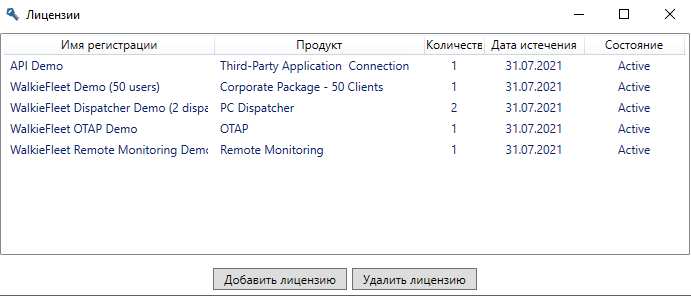 Лицензии
Имя регистрации Продукт Количеств Дата истечения Состояние
API Demo Third-Party Application Connection 1 31.07.2021 Active
WalkieFleet Demo (50 users) Corporate Package - 50 Clients 1 31.07.2021 Active
WalkieFleet Dispatcher Demo (2 dispa PC Dispatcher 2 31.07.2021 Active
WalkieFleet OTAP Demo OTAP 1 31.07.2021 Active
WalkieFleet Remote Monitoring Demo Remote Monitoring 1 31.07.2021 Active
Добавить лицензию Удалить лицензию